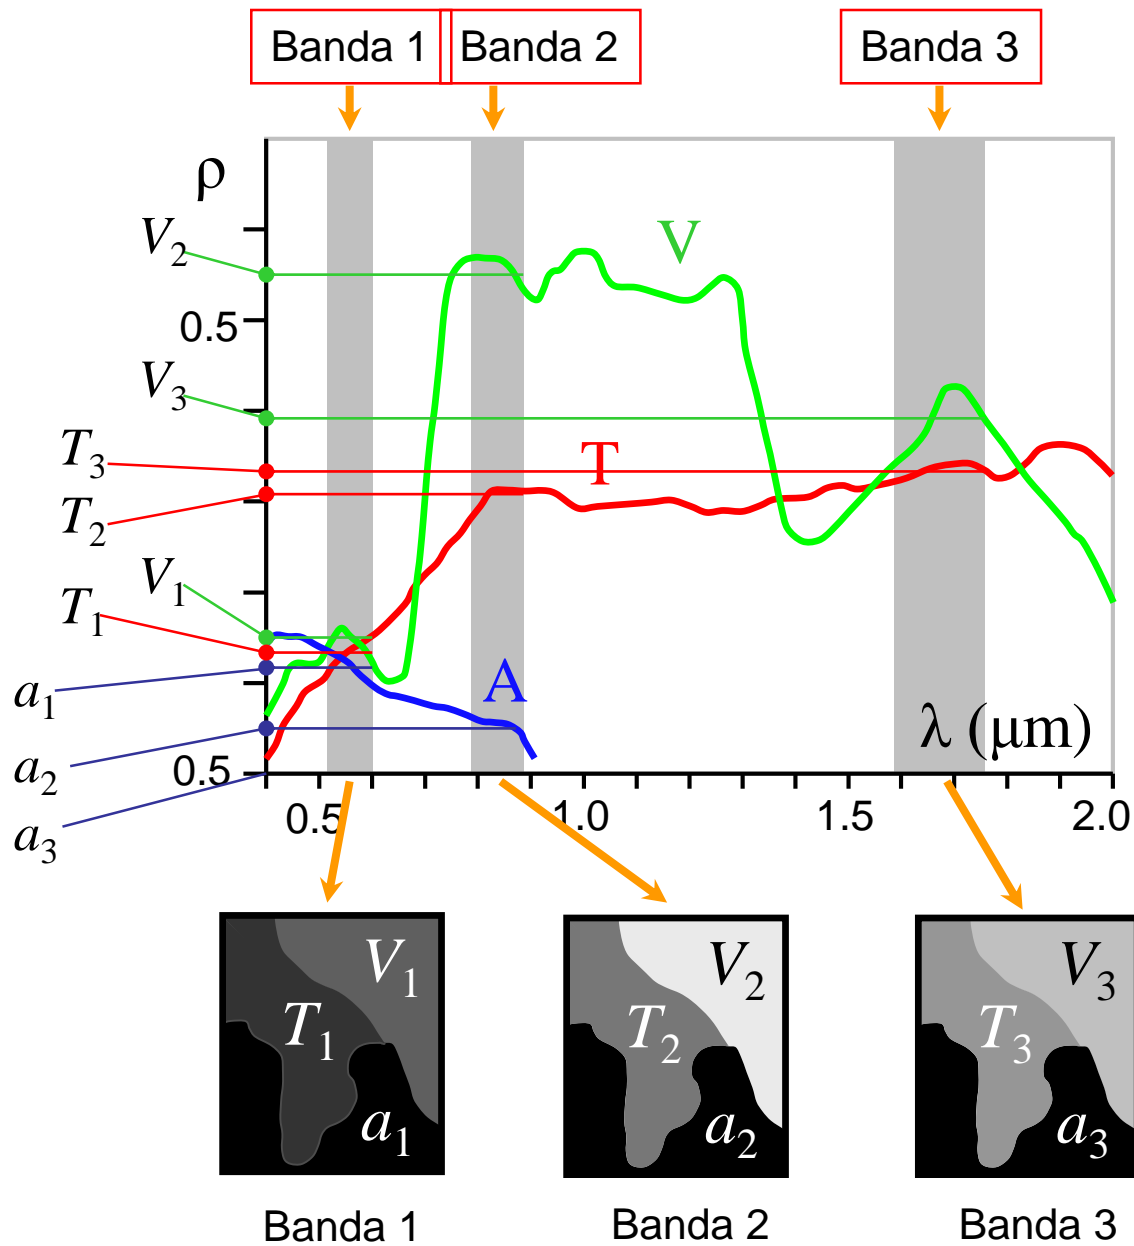 Banda 1 Banda 2 Banda 3
ρ
V2
V
0.5
V3
T3
T
T2
V1
T1
A
a1
λ (μm)
a2
0.5
a3
0.5 1.0 1.5 2.0
V1 V2 V3
T1 T2 T3
a1 a2 a3
Banda 1 Banda 2 Banda 3